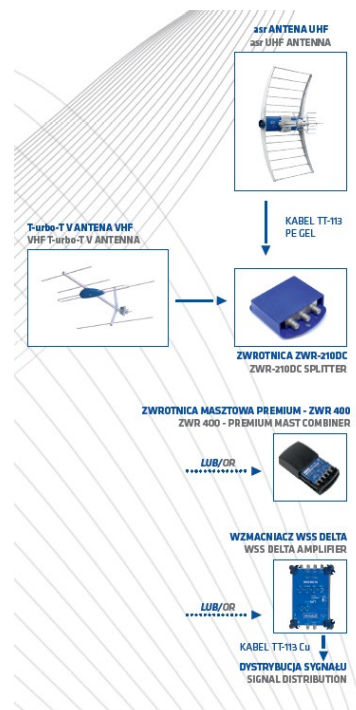 asr ANTENA UHF
asr UHF ANTENNA
KABEL TT-113
PE GEL
T-urbo-T V ANTENA VHF
VHF T-urbo-T V ANTENNA
ZWROTNICA ZWR-210DC
ZWR-210DC SPLITTER
ZWROTNICA MASZTOWA PREMIUM - ZWR 400
ZWR 400 - PREMIUM MAST COMBINER
LUB/OR
WZMACNIACZ WSS DELTA
WSS DELTA AMPLIFIER
LUB/OR
KABEL TT-113 Cu
DYSTRYBUCJA SYGNAŁU
SIGNAL DISTRIBUTION